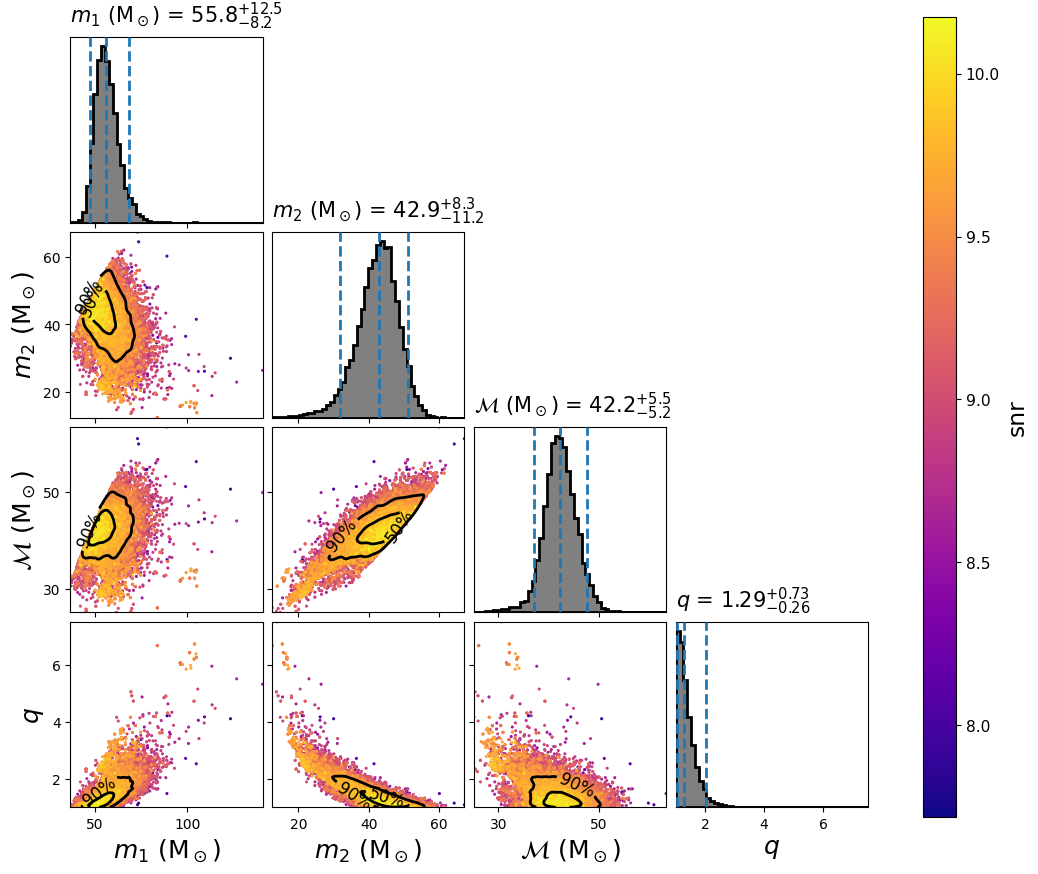 m₁ (M⊙) = 55.8+12.5−8.2
10.0
m₂ (M⊙) = 42.9+8.3−11.2
60
40
20
m₂ (M⊙)
90%
50%
9.5
ℳ (M⊙) = 42.2+5.5−5.2
9.0
snr
50
30
ℳ (M⊙)
90%
90%
50%
8.5
q = 1.29+0.73−0.26
6
4
2
q
90%
90%
50%
90%
8.0
50 100 20 40 60 30 50 2 4 6
m₁ (M⊙) m₂ (M⊙) ℳ (M⊙) q